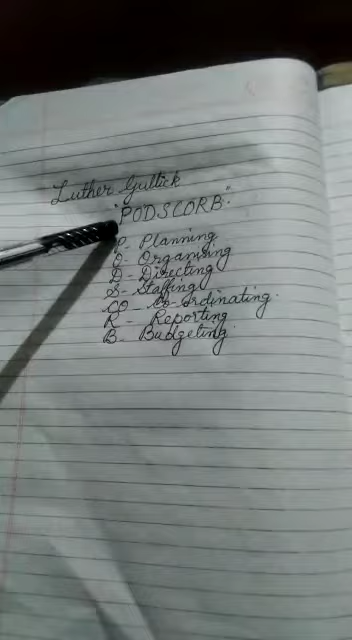 Luther Gullick
"PODSCORB".
P- Planning
O- Organising
D- Directing
S- Staffing
CO- Co-ordinating.
R- Reporting
B- Budgeting.